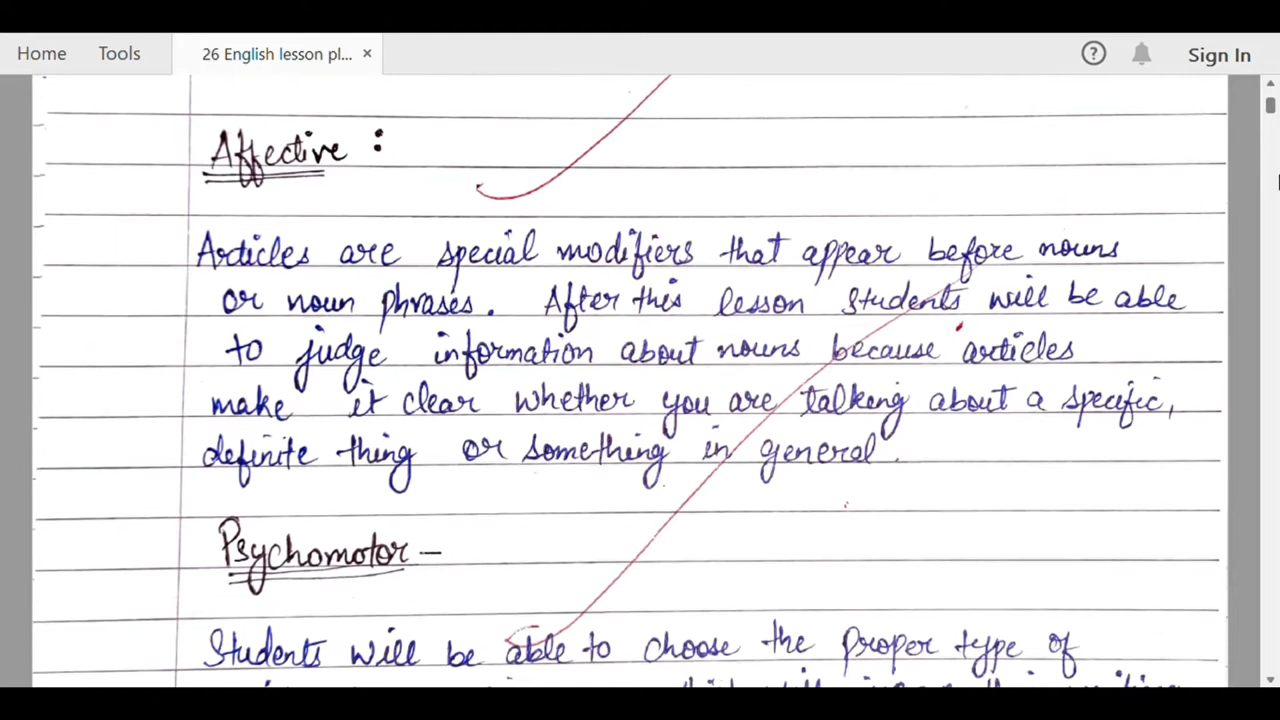 Home Tools 26 English lesson pl... × ? Sign In
Affective :
Articles are special modifiers that appear before nouns
or noun phrases. After this lesson students will be able
to judge information about nouns because articles
make it clear whether you are talking about a specific,
definite thing or something in general.
Psychomotor -
Students will be able to choose the proper type of